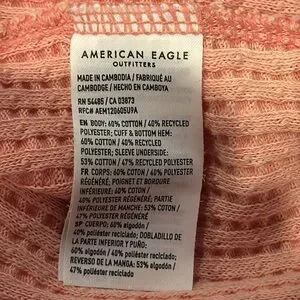 AMERICAN EAGLE
OUTFITTERS
MADE IN CAMBODIA / FABRIQUÉ AU
CAMBODGE / HECHO EN CAMBOYA
RN 54485 / CA 03873
RFC# AEM120605U9A
EN BODY: 60% COTTON / 40% RECYCLED
POLYESTER; CUFF & BOTTOM HEM:
60% COTTON / 40% RECYCLED
POLYESTER; SLEEVE UNDERSIDE:
53% COTTON / 47% RECYCLED POLYESTER
FR CORPS: 60% COTON / 40% POLYESTER
RÉGÉNÉRÉ; POIGNET ET BORDURE
INFÉRIEURE: 60% COTON /
40% POLYESTER RÉGÉNÉRÉ; PARTIE
INFÉRIEURE DE MANCHE: 53% COTON /
47% POLYESTER RÉGÉNÉRÉ
SP CUERPO: 60% algodón /
40% poliéster reciclado; DOBLADILLO DE
LA PARTE INFERIOR Y PUÑO:
60% algodón / 40% poliéster reciclado;
REVERSO DE LA MANGA: 53% algodón /
47% poliéster reciclado